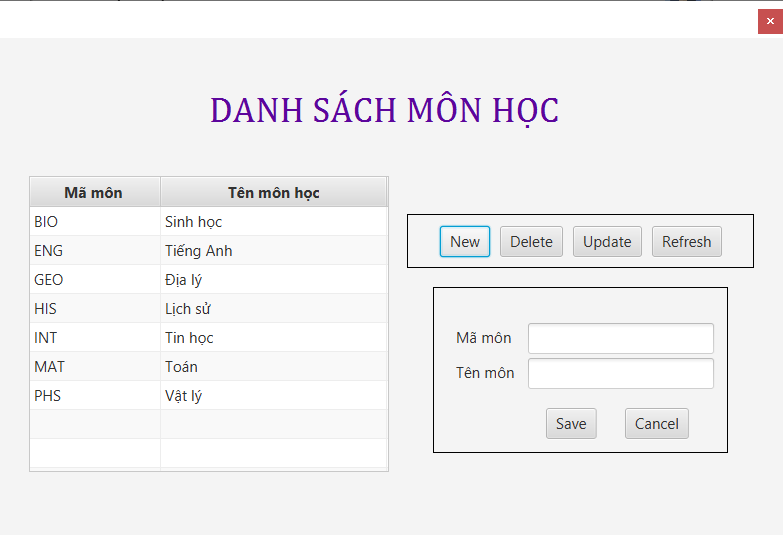 DANH SÁCH MÔN HỌC
Mã môn Tên môn học
BIO Sinh học
ENG Tiếng Anh
GEO Địa lý
HIS Lịch sử
INT Tin học
MAT Toán
PHS Vật lý
New Delete Update Refresh
Mã môn
Tên môn
Save Cancel